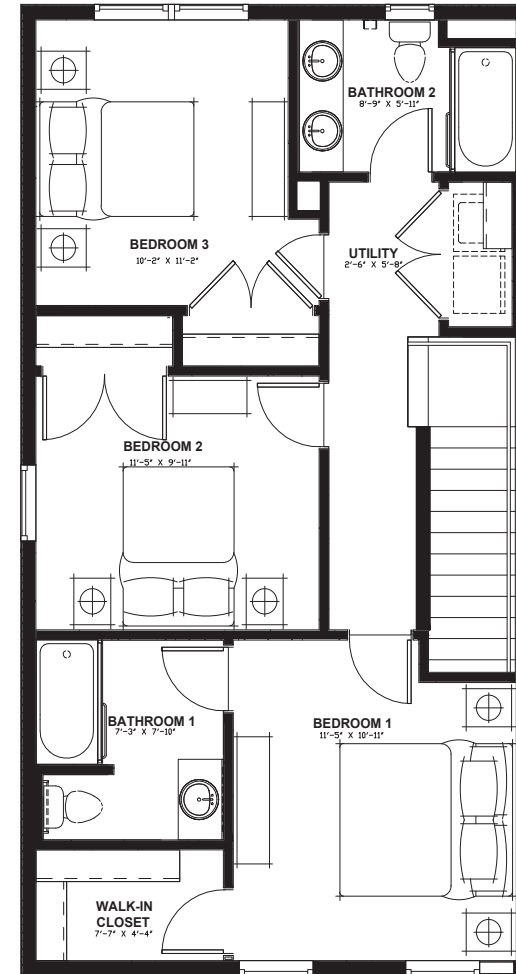 BATHROOM 2
8'-9" X 5'-11"
BEDROOM 3
10'-2" X 11'-2"
UTILITY
2'-6" X 5'-8"
BEDROOM 2
11'-5" X 9'-11"
BATHROOM 1
7'-3" X 7'-10"
BEDROOM 1
11'-5" X 10'-11"
WALK-IN
CLOSET
7'-7" X 4'-4"